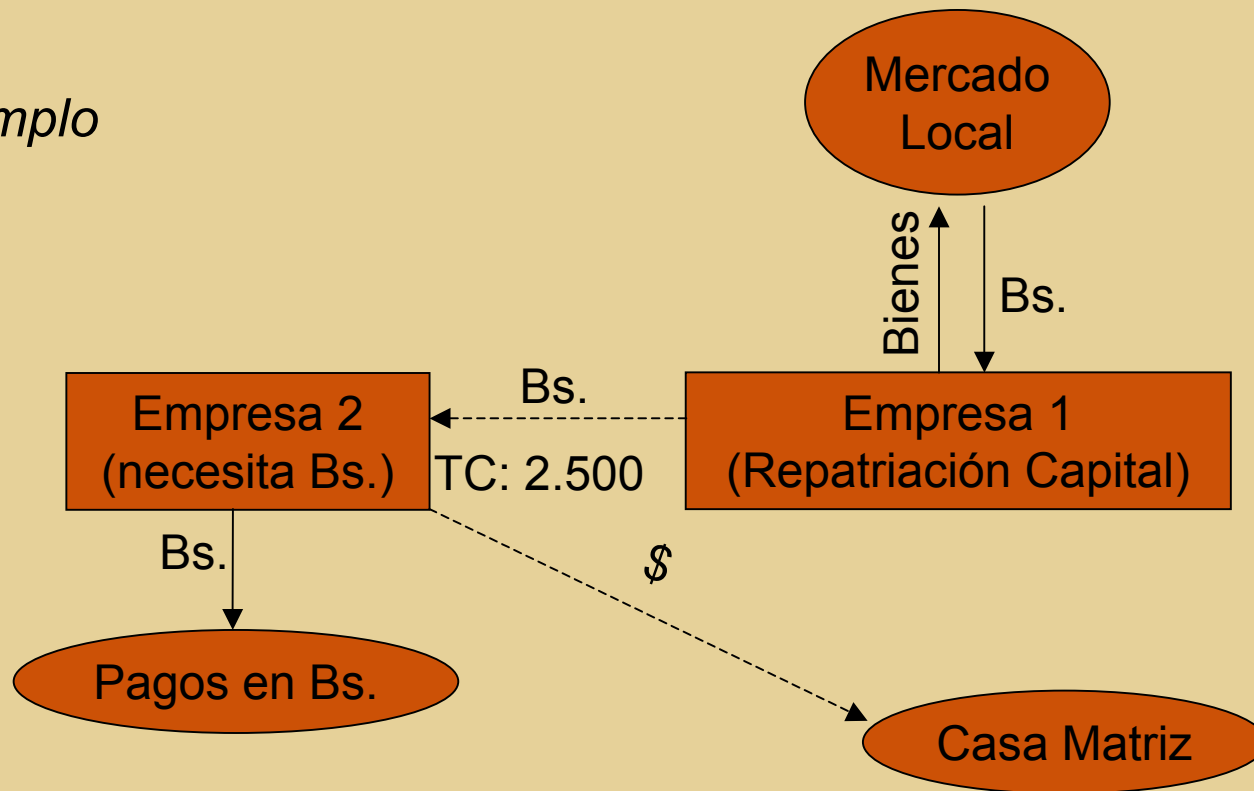 mplo
Mercado
Local
Bienes
Bs.
Bs.
Empresa 2
(necesita Bs.)
TC: 2.500
Empresa 1
(Repatriación Capital)
Bs.
$
Pagos en Bs.
Casa Matriz